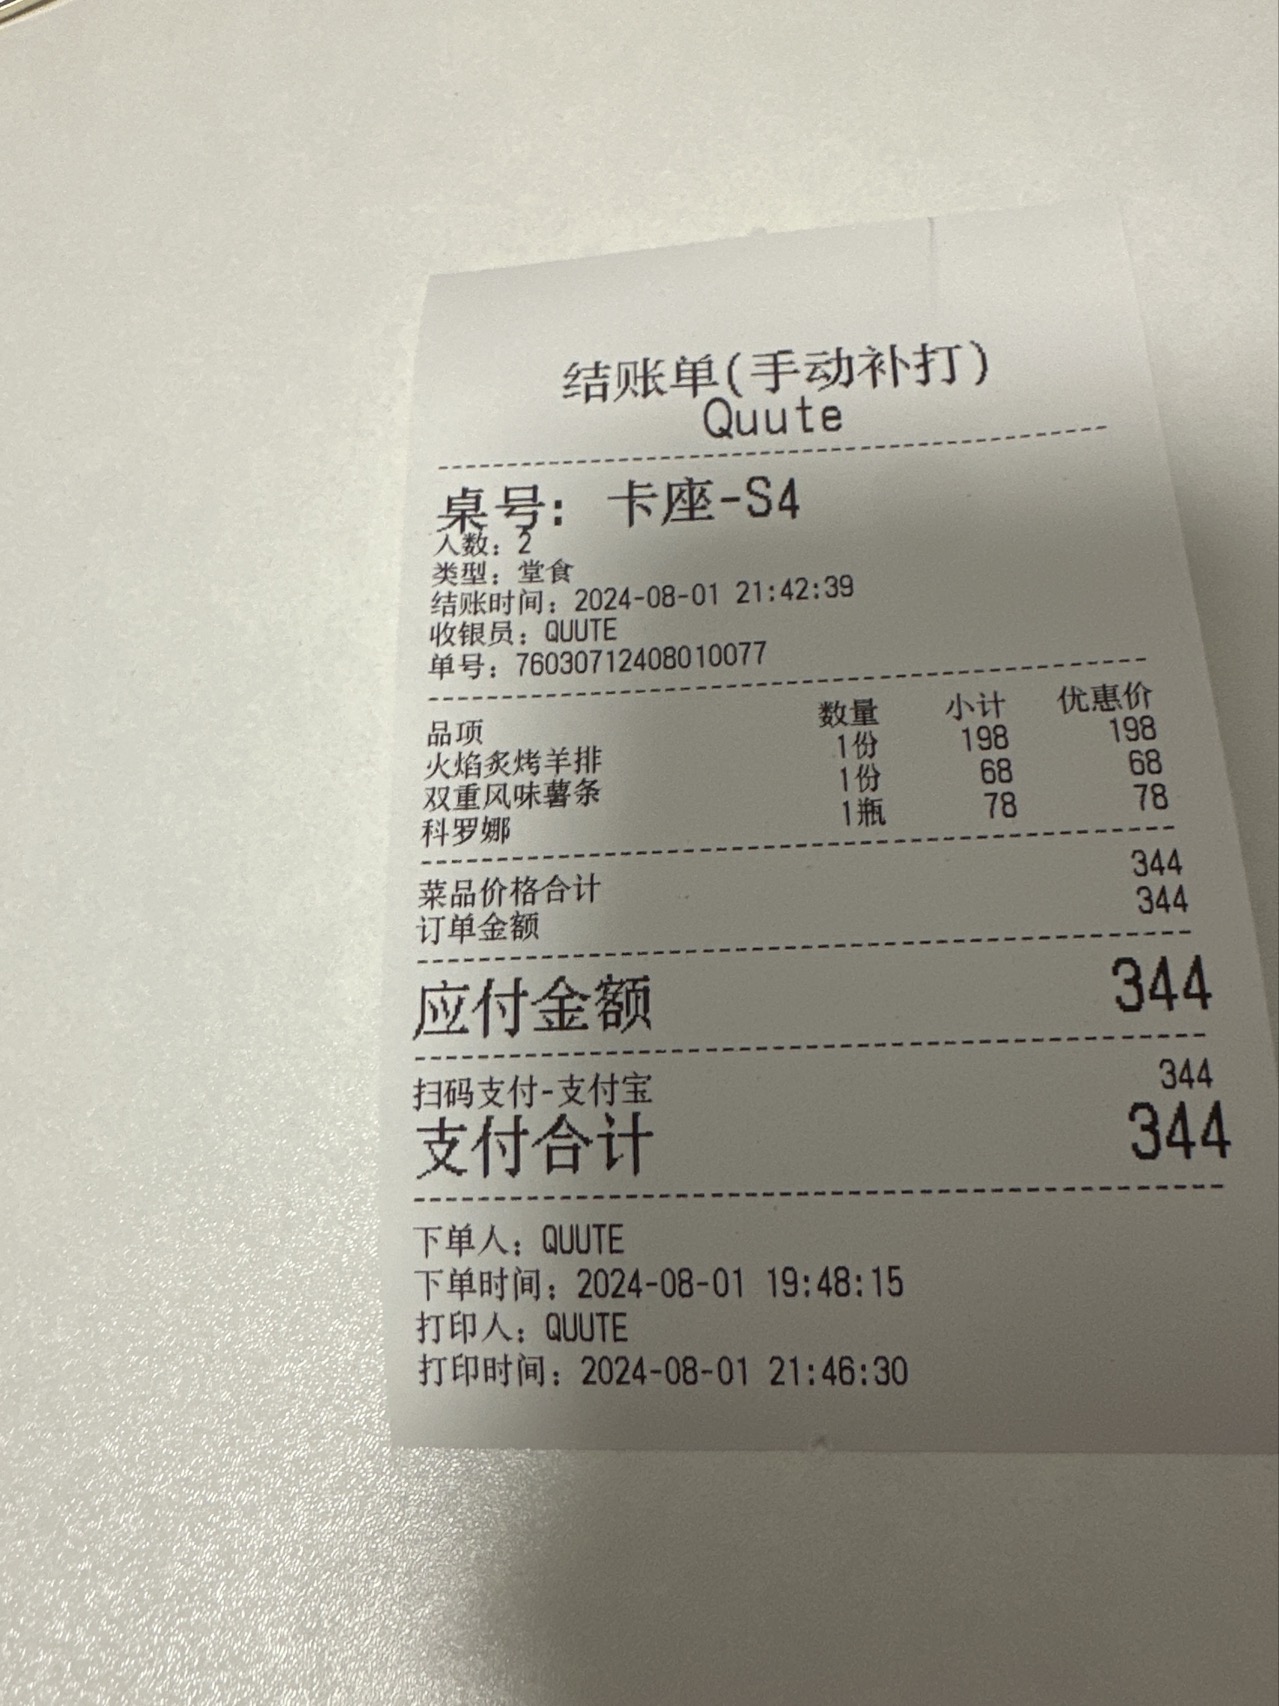 结账单(手动补打)
Quute
桌号: 卡座-S4
人数: 2
类型: 堂食
结账时间: 2024-08-01 21:42:39
收银员: QUUTE
单号: 76030712408010077
品项 数量 小计 优惠价
火焰炙烤羊排 1份 198 198
双重风味薯条 1份 68 68
科罗娜 1瓶 78 78
菜品价格合计 344
订单金额 344
应付金额 344
扫码支付-支付宝 344
支付合计 344
下单人: QUUTE
下单时间: 2024-08-01 19:48:15
打印人: QUUTE
打印时间: 2024-08-01 21:46:30